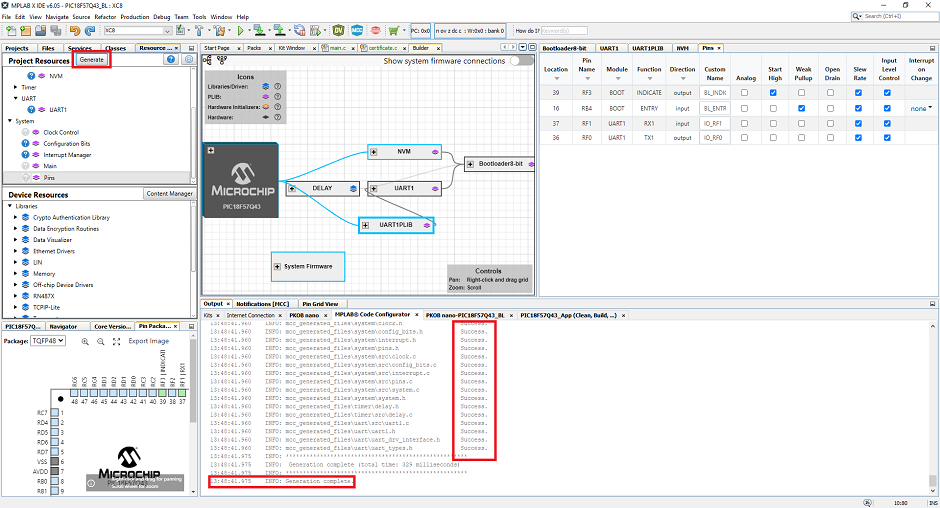 MPLAB X IDE v6.05 - PIC18F57Q43_BL : XC8
File Edit View Navigate Source Refactor Production Debug Team Tools Window Help
Search (Ctrl+I)
XC8
PC: 0x0
n ov z dc c : W:0x0 : bank 0
How do I?
Keyword(s)
Projects
Files
Services
Classes
Resource ...
Project Resources
Generate
NVM
Timer
UART
UART1
System
Clock Control
Configuration Bits
Interrupt Manager
Main
Pins
Device Resources
Content Manager
Libraries
Crypto Authentication Library
Data Encryption Routines
Data Visualizer
Ethernet Drivers
LIN
Memory
Off-chip Device Drivers
RN487X
TCPIP-Lite
Start Page
Packs
Kit Window
main.c
certificate.c
Builder
Show system firmware connections
Icons
Libraries/Driver:
PLIB:
Hardware Initializers:
Hardware:
MICROCHIP
PIC18F57Q43
NVM
DELAY
UART1
Bootloader8-bit
UART1PLIB
System Firmware
Controls
Pan: Right-click and drag grid
Zoom: Scroll
Bootloader8-bit
UART1
UART1PLIB
NVM
Pins
Location
Pin Name
Module
Function
Direction
Custom Name
Analog
Start High
Weak Pullup
Open Drain
Slew Rate
Input Level Control
Interrupt on Change
39 RF3 BOOT INDICATE output BL_INDI
16 RB4 BOOT ENTRY input BL_ENTR none
37 RF1 UART1 RX1 input IO_RF1
36 RF0 UART1 TX1 output IO_RF0
PIC18F57Q...
Navigator
Core Versio...
Pin Packa...
Package: TQFP48
Export Image
RC6 RC5 RC4 RD3 RD2 RD1 RD0 RC3 RC2 RF3 | INDICATE RF2 RF1 | RX1
48 47 46 45 44 43 42 41 40 39 38 37
RC7 1
RD4 2
RD5 3
RD6 4
RD7 5
VSS 6
AVDD 7
RB0 8
RB1 9
MICROCHIP
Scroll wheel for zoom
Output
Notifications [MCC]
Pin Grid View
Kits
Internet Connection
PKOB nano
MPLAB® Code Configurator
PKOB nano-PIC18F57Q43_BL
PIC18F57Q43_App (Clean, Build, ...)
13:48:41.960 INFO: mcc_generated_files\system\clock.h Success.
13:48:41.960 INFO: mcc_generated_files\system\config_bits.h Success.
13:48:41.960 INFO: mcc_generated_files\system\interrupt.h Success.
13:48:41.960 INFO: mcc_generated_files\system\pins.h Success.
13:48:41.960 INFO: mcc_generated_files\system\src\clock.c Success.
13:48:41.960 INFO: mcc_generated_files\system\src\config_bits.c Success.
13:48:41.960 INFO: mcc_generated_files\system\src\interrupt.c Success.
13:48:41.960 INFO: mcc_generated_files\system\src\pins.c Success.
13:48:41.960 INFO: mcc_generated_files\system\src\system.c Success.
13:48:41.960 INFO: mcc_generated_files\system\system.h Success.
13:48:41.960 INFO: mcc_generated_files\timer\delay.h Success.
13:48:41.960 INFO: mcc_generated_files\timer\src\delay.c Success.
13:48:41.960 INFO: mcc_generated_files\uart\src\uart1.c Success.
13:48:41.960 INFO: mcc_generated_files\uart\uart1.h Success.
13:48:41.960 INFO: mcc_generated_files\uart\uart_drv_interface.h Success.
13:48:41.960 INFO: mcc_generated_files\uart\uart_types.h Success.
13:48:41.975 INFO: **************************************************
13:48:41.975 INFO: Generation complete (total time: 329 milliseconds)
13:48:41.975 INFO: **************************************************
13:48:41.975 INFO: Generation complete.
10:80
INS